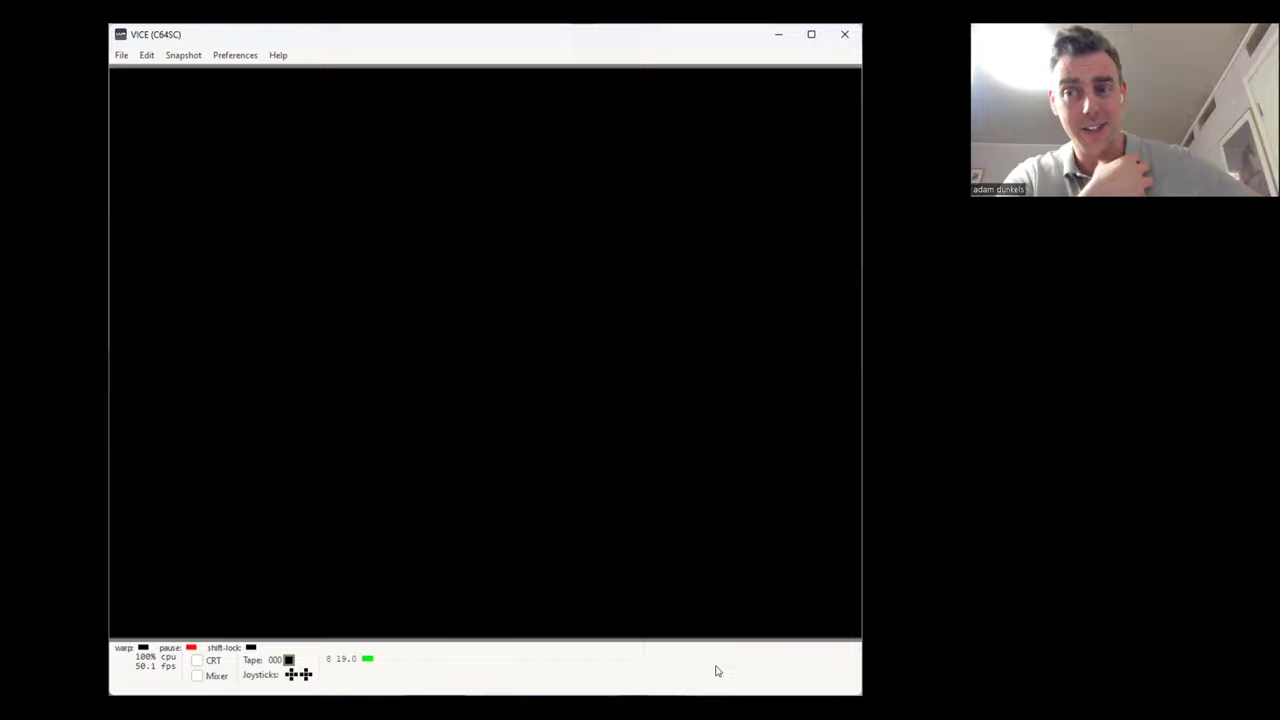 VICE (C64SC)
File Edit Snapshot Preferences Help
adam dunkels
warp: pause: shift-lock:
100% cpu
50.1 fps
CRT
Mixer
Tape: 000
Joysticks:
8 19.0